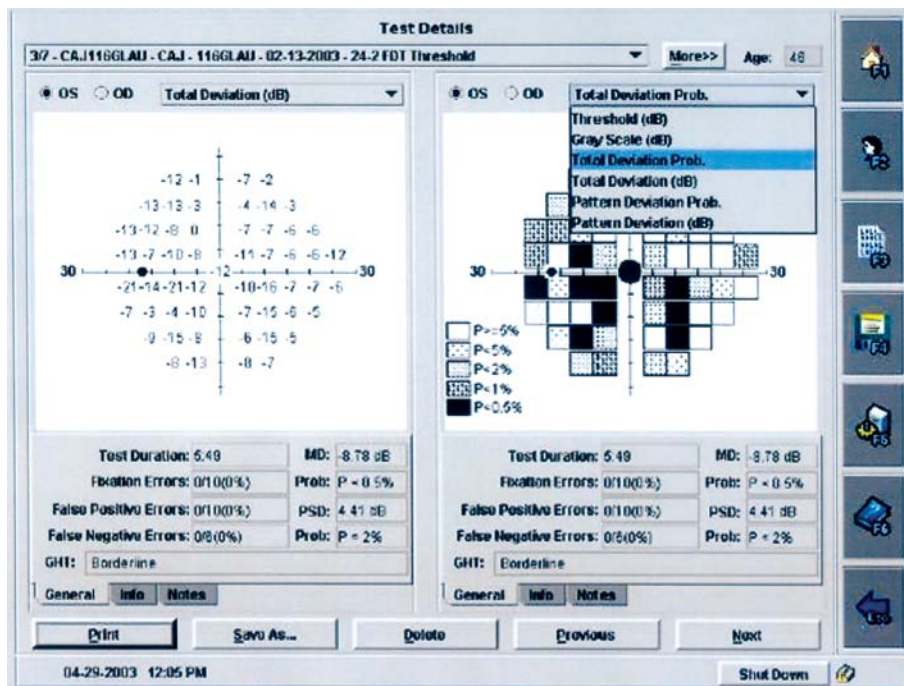 Test Details
3/7 - CAJ116GLAU - CAJ - 116GLAU - 02-13-2003 - 24-2 FDT Threshold
More>>
Age: 46
OS OD Total Deviation (dB)
-12 -1 -7 -2
-13 -13 -3 -4 -14 -3
-13 -12 -8 0 -7 -7 -6 -6
-13 -7 -10 -8 -11 -7 -6 -6 -12
30 -12 30
-21 -14 -21 -12 -10 -16 -7 -7 -6
-7 -3 -4 -10 -7 -15 -6 -5
-9 -15 -8 -6 -15 -5
-8 -13 -8 -7
Test Duration: 5:49 MD: -8.78 dB
Fixation Errors: 0/10(0%) Prob: P < 0.5%
False Positive Errors: 0/10(0%) PSD: 4.41 dB
False Negative Errors: 0/6(0%) Prob: P < 2%
GHT: Borderline
General Info Notes
OS OD Total Deviation Prob.
Threshold (dB)
Gray Scale (dB)
Total Deviation Prob.
Total Deviation (dB)
Pattern Deviation Prob.
Pattern Deviation (dB)
30 30
P>=5%
P<5%
P<2%
P<1%
P<0.5%
Test Duration: 5:49 MD: -8.78 dB
Fixation Errors: 0/10(0%) Prob: P < 0.5%
False Positive Errors: 0/10(0%) PSD: 4.41 dB
False Negative Errors: 0/6(0%) Prob: P < 2%
GHT: Borderline
General Info Notes
Print Save As... Delete Previous Next
04-29-2003 12:05 PM
Shut Down
F1
F2
F3
F4
F5
F6